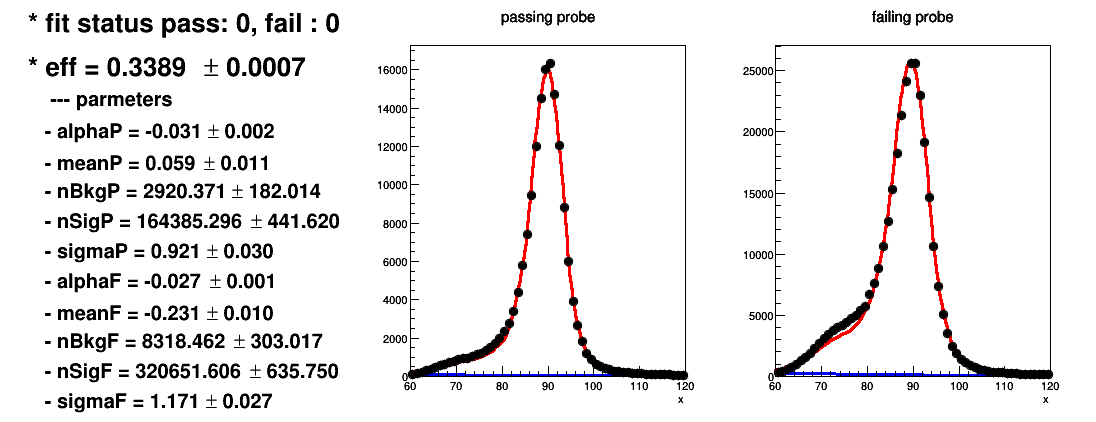 * fit status pass: 0, fail : 0
* eff = 0.3389 ± 0.0007
--- parmeters
- alphaP = -0.031 ± 0.002
- meanP = 0.059 ± 0.011
- nBkgP = 2920.371 ± 182.014
- nSigP = 164385.296 ± 441.620
- sigmaP = 0.921 ± 0.030
- alphaF = -0.027 ± 0.001
- meanF = -0.231 ± 0.010
- nBkgF = 8318.462 ± 303.017
- nSigF = 320651.606 ± 635.750
- sigmaF = 1.171 ± 0.027
passing probe
16000
14000
12000
10000
8000
6000
4000
2000
0
60 70 80 90 100 110 120
x
failing probe
25000
20000
15000
10000
5000
0
60 70 80 90 100 110 120
x